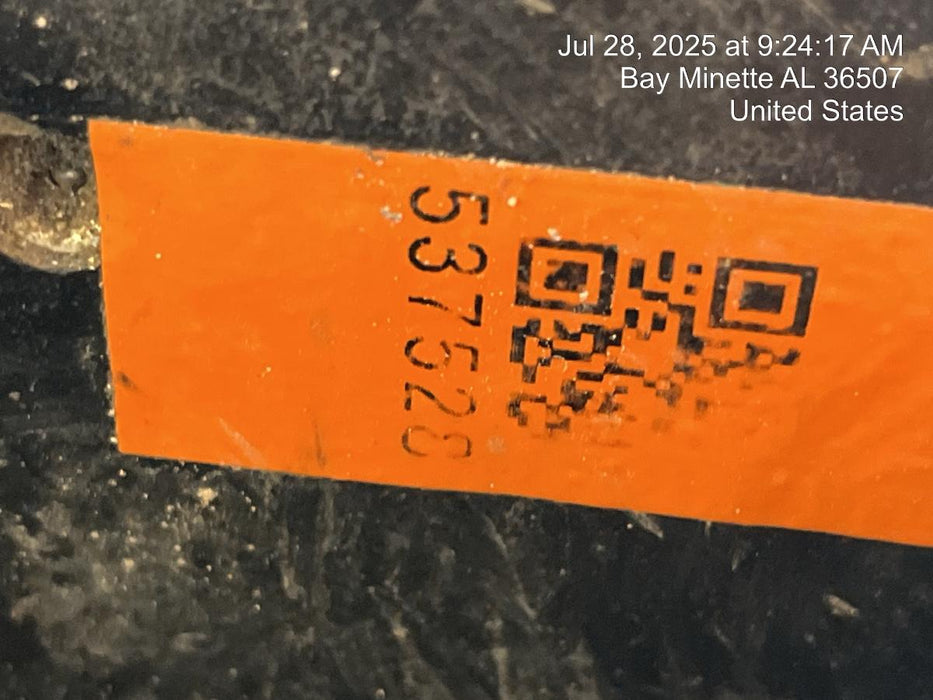 Jul 28, 2025 at 9:24:17 AM
Bay Minette AL 36507
United States
537528